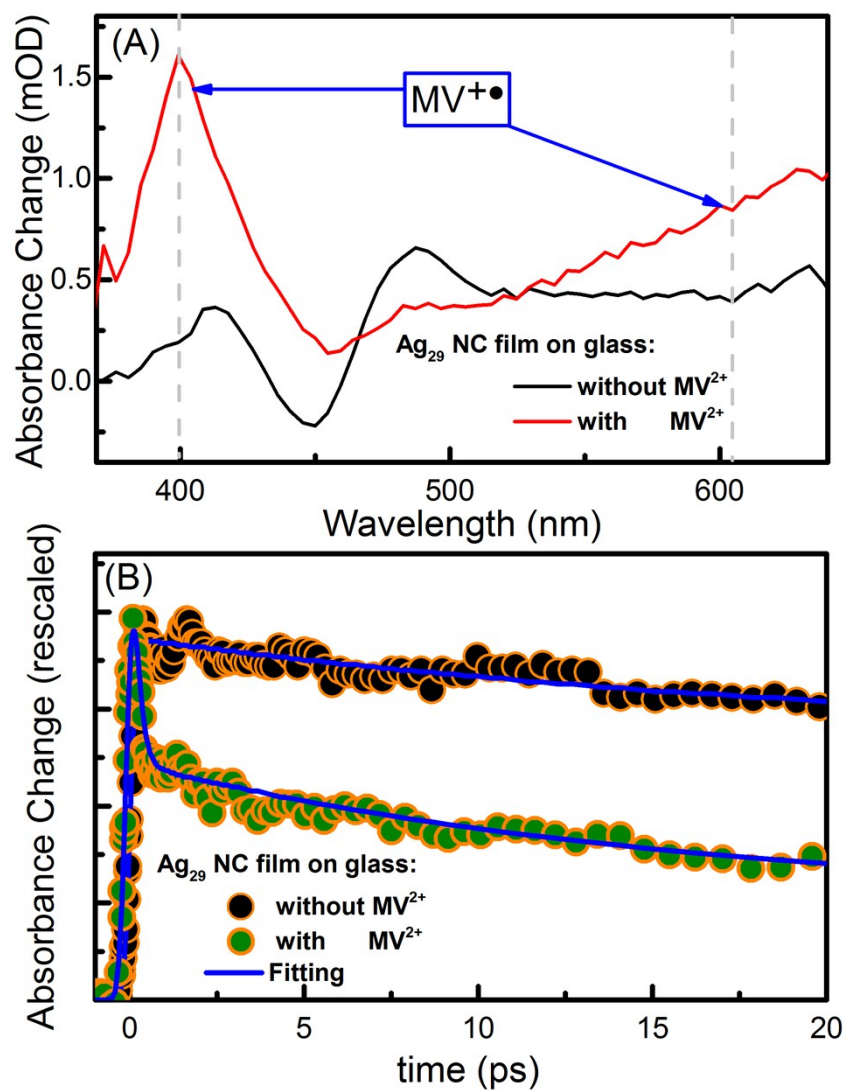 (A)
Absorbance Change (mOD)
1.5
1.0
0.5
0.0
MV⁺•
Ag₂₉ NC film on glass:
without MV²⁺
with MV²⁺
400
500
600
Wavelength (nm)
(B)
Absorbance Change (rescaled)
Ag₂₉ NC film on glass:
without MV²⁺
with MV²⁺
Fitting
0
5
10
15
20
time (ps)